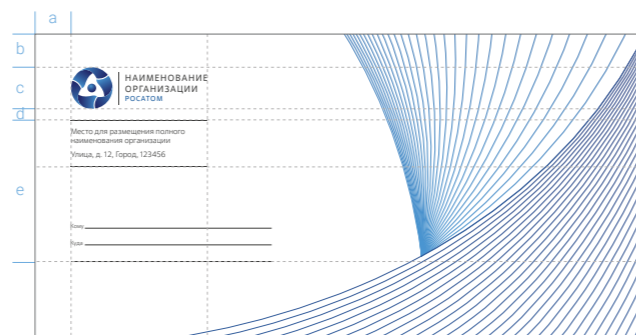 a
b
c
d
e
НАИМЕНОВАНИЕ
ОРГАНИЗАЦИИ
РОСАТОМ
Место для размещения полного
наименования организации
Улица, д. 12, Город, 123456
Кому
Куда